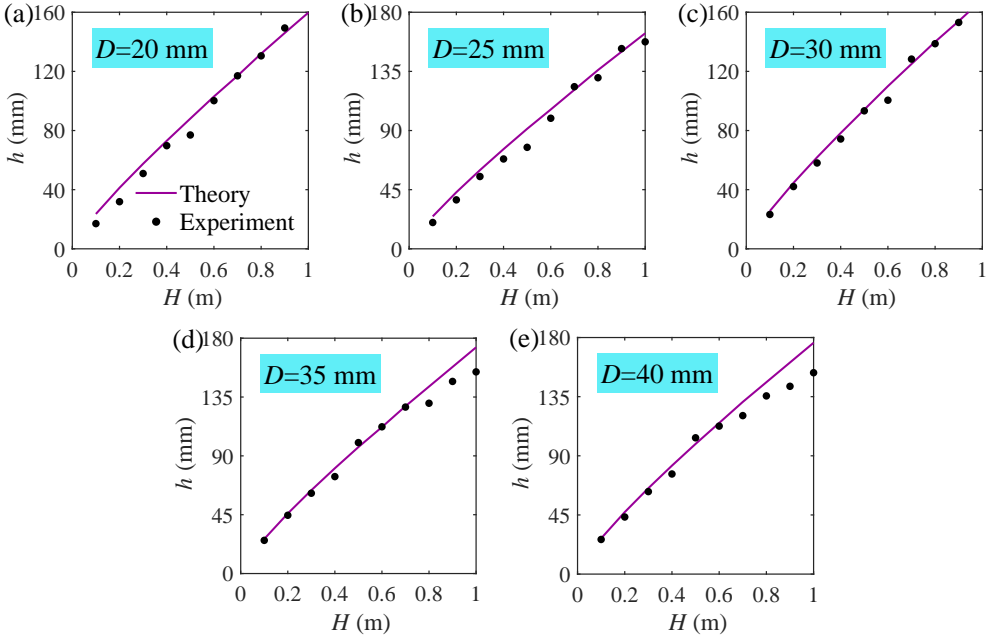 (a)
D=20 mm
160
120
80
40
0
h (mm)
Theory
Experiment
0 0.2 0.4 0.6 0.8 1
H (m)
(b)
D=25 mm
180
135
90
45
0
h (mm)
0 0.2 0.4 0.6 0.8 1
H (m)
(c)
D=30 mm
160
120
80
40
0
h (mm)
0 0.2 0.4 0.6 0.8 1
H (m)
(d)
D=35 mm
180
135
90
45
0
h (mm)
0 0.2 0.4 0.6 0.8 1
H (m)
(e)
D=40 mm
180
135
90
45
0
h (mm)
0 0.2 0.4 0.6 0.8 1
H (m)